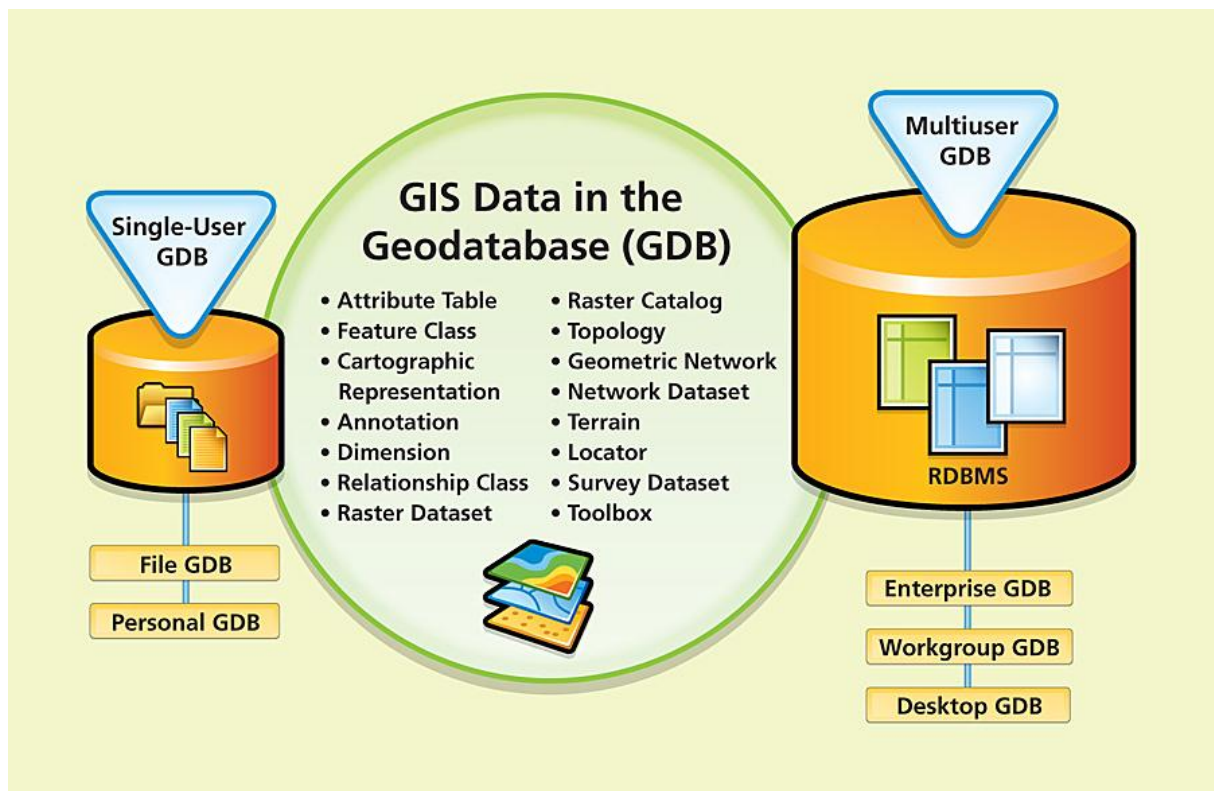 GIS Data in the
Geodatabase (GDB)
• Attribute Table
• Feature Class
• Cartographic
Representation
• Annotation
• Dimension
• Relationship Class
• Raster Dataset
• Raster Catalog
• Topology
• Geometric Network
• Network Dataset
• Terrain
• Locator
• Survey Dataset
• Toolbox
Single-User
GDB
File GDB
Personal GDB
Multiuser
GDB
RDBMS
Enterprise GDB
Workgroup GDB
Desktop GDB